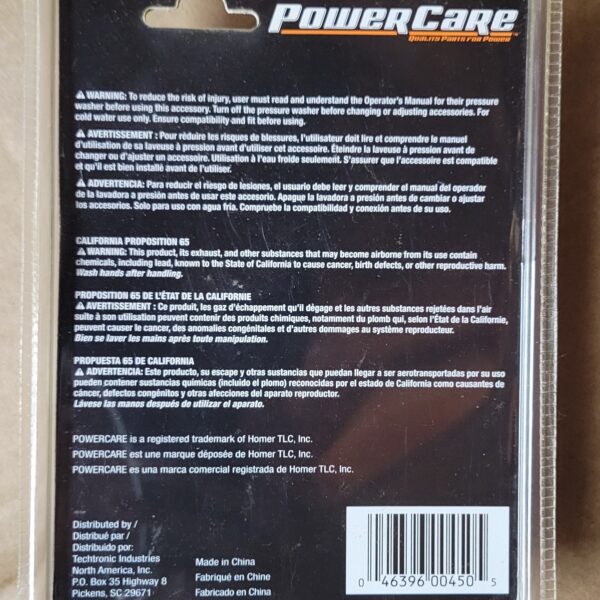 POWERCARE™
QUALITY PARTS FOR POWER
⚠ WARNING: To reduce the risk of injury, user must read and understand the Operator's Manual for their pressure
washer before using this accessory. Turn off the pressure washer before changing or adjusting accessories. For
cold water use only. Ensure compatibility and fit before using.
⚠ AVERTISSEMENT : Pour réduire les risques de blessures, l'utilisateur doit lire et comprendre le manuel
d'utilisation de sa laveuse à pression avant d'utiliser cet accessoire. Éteindre la laveuse à pression avant de
changer ou d'ajuster un accessoire. Utilisation à l'eau froide seulement. S'assurer que l'accessoire est compatible
et qu'il est bien installé avant de l'utiliser.
⚠ ADVERTENCIA: Para reducir el riesgo de lesiones, el usuario debe leer y comprender el manual del operador
de la lavadora a presión antes de usar este accesorio. Apague la lavadora a presión antes de cambiar o ajustar
los accesorios. Solo para uso con agua fría. Compruebe la compatibilidad y conexión antes de su uso.
CALIFORNIA PROPOSITION 65
⚠ WARNING: This product, its exhaust, and other substances that may become airborne from its use contain
chemicals, including lead, known to the State of California to cause cancer, birth defects, or other reproductive harm.
Wash hands after handling.
PROPOSITION 65 DE L'ÉTAT DE LA CALIFORNIE
⚠ AVERTISSEMENT : Ce produit, les gaz d'échappement qu'il dégage et les autres substances rejetées dans l'air
suite à son utilisation peuvent contenir des produits chimiques, notamment du plomb qui, selon l'État de la Californie,
peuvent causer le cancer, des anomalies congénitales et d'autres dommages au système reproducteur.
Bien se laver les mains après toute manipulation.
PROPUESTA 65 DE CALIFORNIA
⚠ ADVERTENCIA: Este producto, su escape y otras sustancias que puedan llegar a ser aerotransportadas por su uso
pueden contener sustancias químicas (incluido el plomo) reconocidas por el estado de California como causantes de
cáncer, defectos congénitos y otras afecciones del aparato reproductor.
Lávese las manos después de utilizar el aparato.
POWERCARE is a registered trademark of Homer TLC, Inc.
POWERCARE est une marque déposée de Homer TLC, Inc.
POWERCARE es una marca comercial registrada de Homer TLC, Inc.
Distributed by /
Distribué par /
Distribuido por:
Techtronic Industries
North America, Inc.
P.O. Box 35 Highway 8
Pickens, SC 29671
Made in China
Fabriqué en Chine
Fabricado en China
0 46396 00450 5